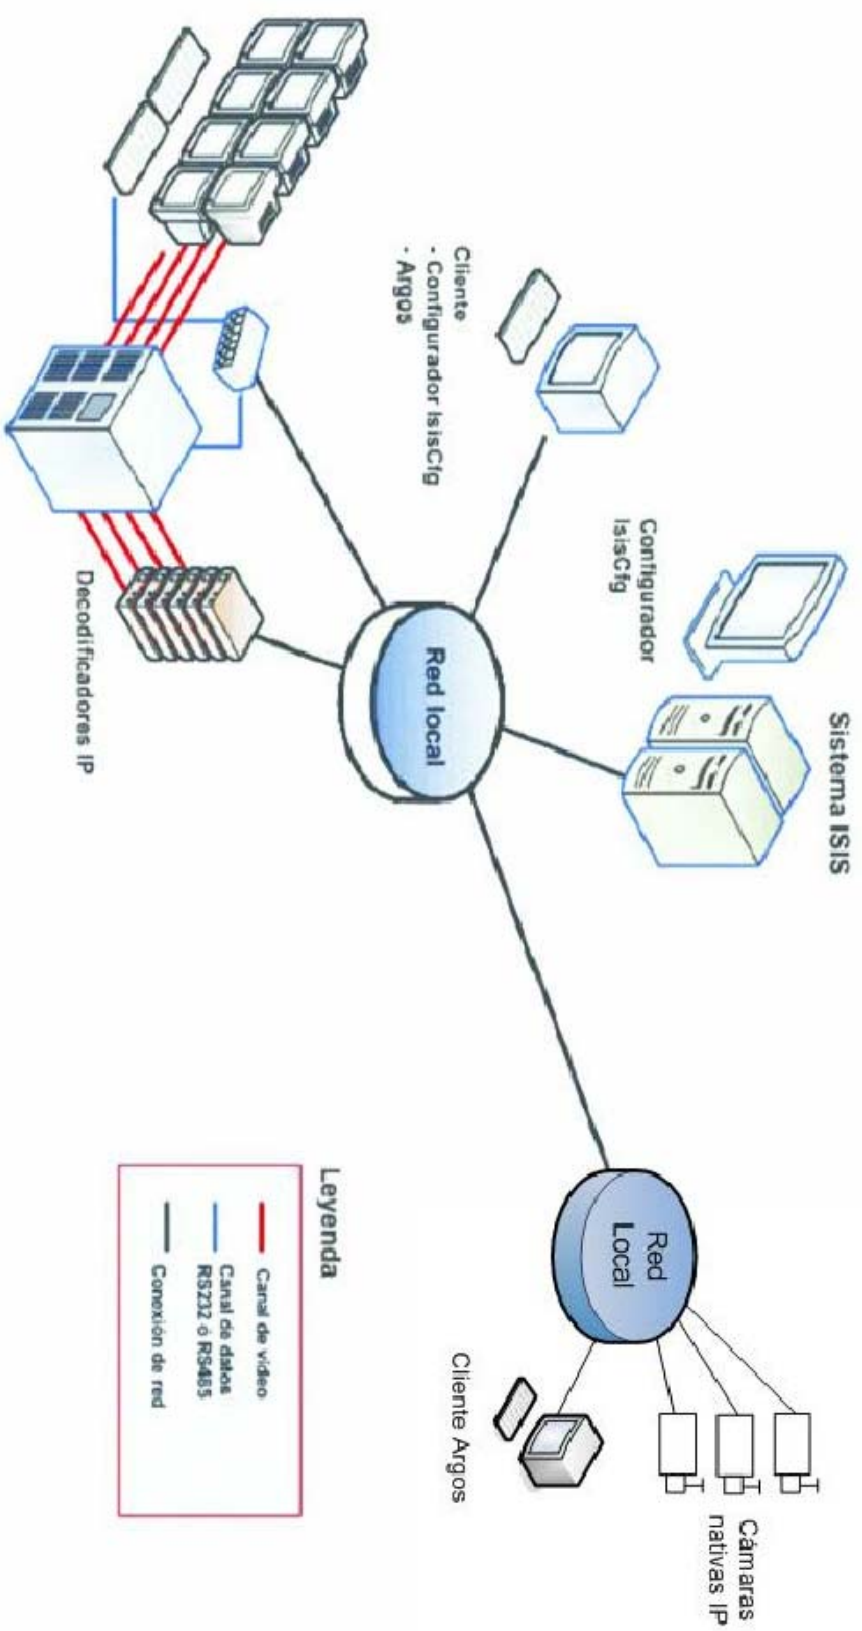 Sistema ISIS
Configurador
IsisCfg
Cliente
- Configurador IsisCfg
- Argos
Red local
Decodificadores IP
Red
Local
Cámaras
nativas IP
Cliente Argos
Leyenda
Canal de video
Canal de datos
RS232 ó RS485
Conexión de red